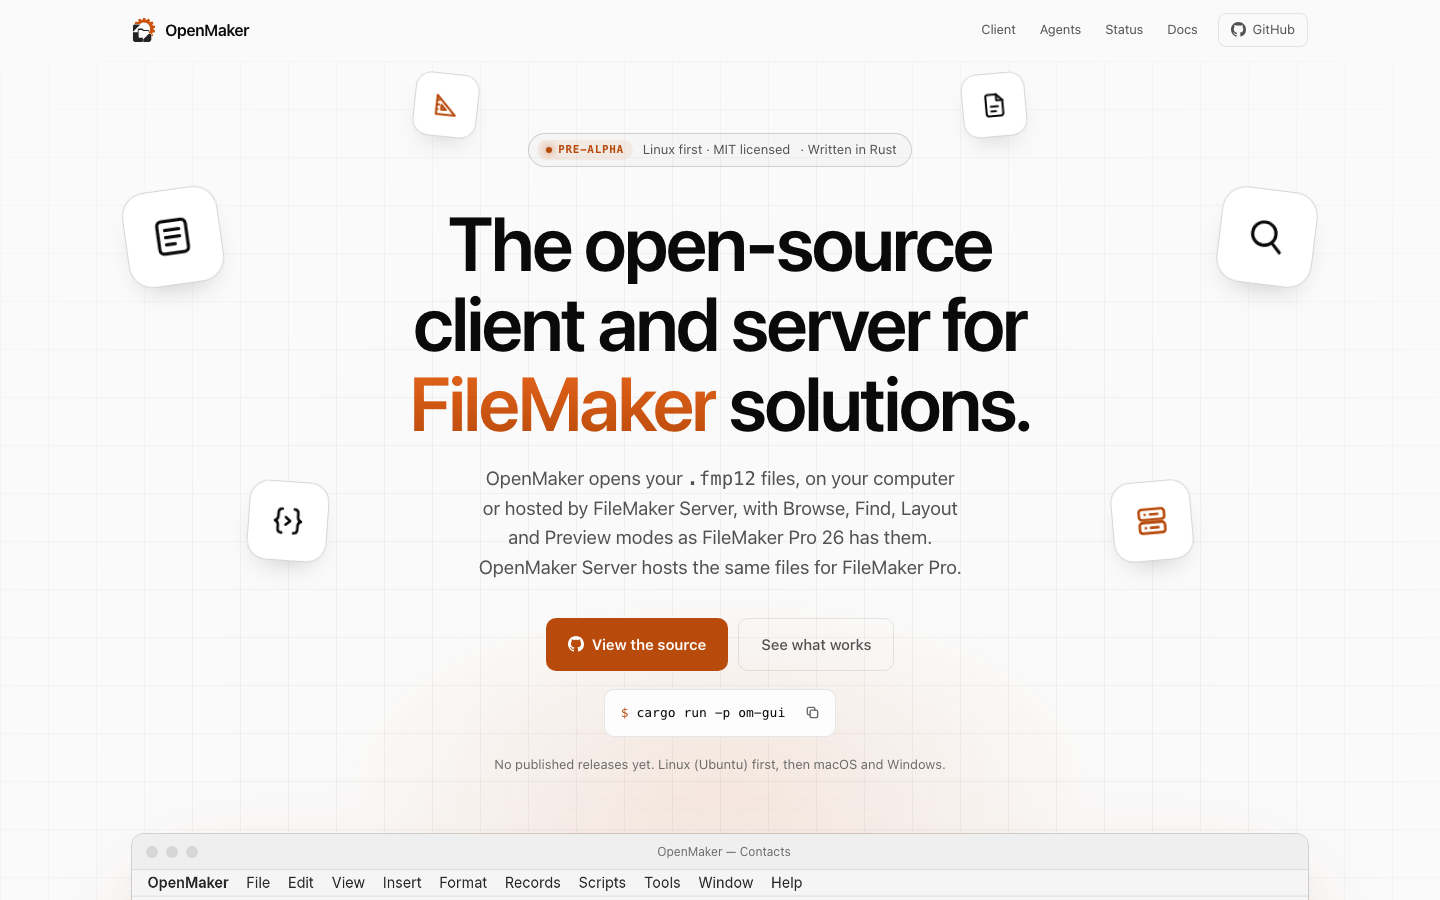 OpenMaker
Client
Agents
Status
Docs
GitHub
PRE-ALPHA Linux first · MIT licensed · Written in Rust
The open-source
client and server for
FileMaker solutions.
OpenMaker opens your .fmp12 files, on your computer
or hosted by FileMaker Server, with Browse, Find, Layout
and Preview modes as FileMaker Pro 26 has them.
OpenMaker Server hosts the same files for FileMaker Pro.
View the source
See what works
$ cargo run -p om-gui
No published releases yet. Linux (Ubuntu) first, then macOS and Windows.
OpenMaker — Contacts
OpenMaker File Edit View Insert Format Records Scripts Tools Window Help